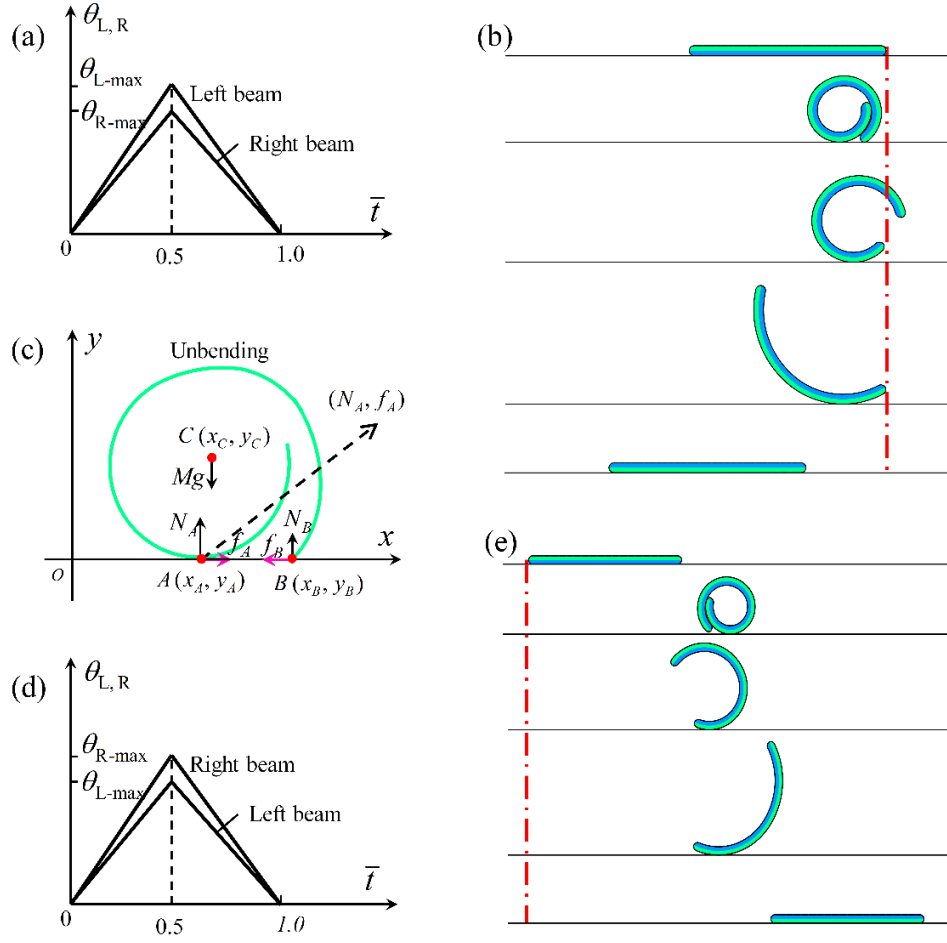 (a)
θL, R
θL-max
θR-max
Left beam
Right beam
t̅
0
0.5
1.0
(b)
(c)
y
Unbending
(NA, fA)
C (xC, yC)
Mg
NA
NB
fA
fB
x
O
A (xA, yA)
B (xB, yB)
(d)
θL, R
θR-max
θL-max
Right beam
Left beam
t̅
0
0.5
1.0
(e)